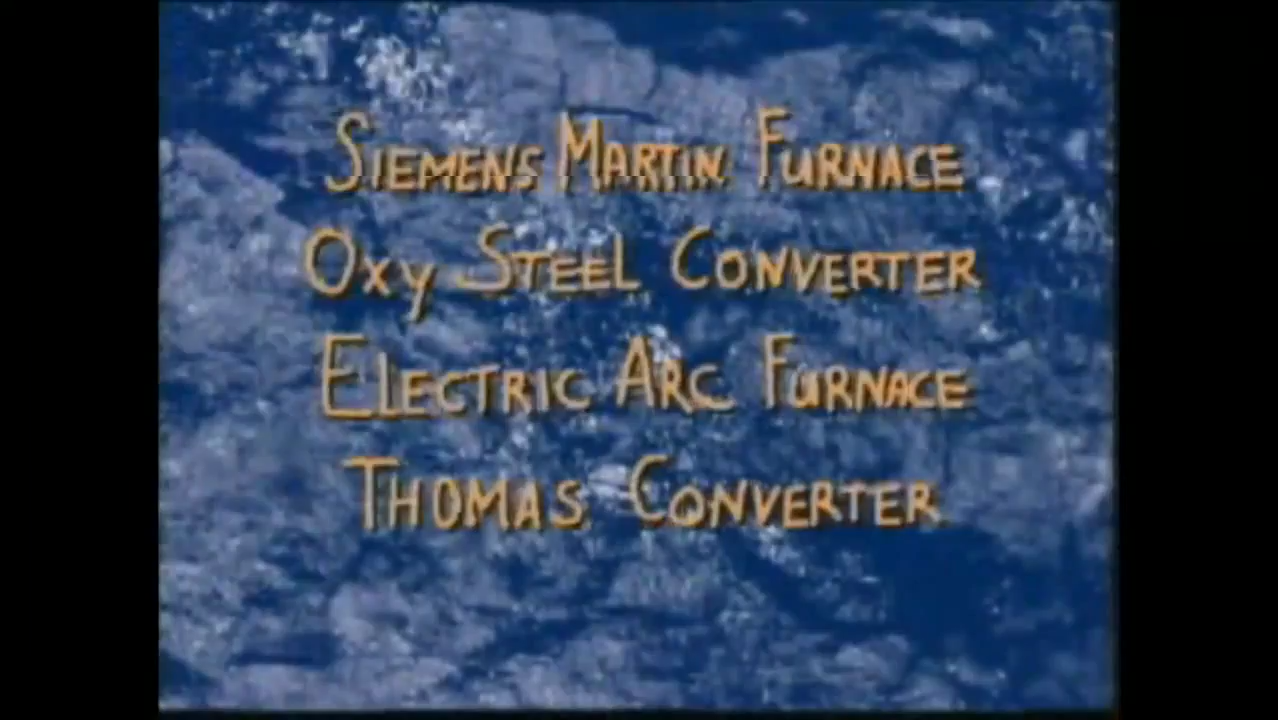 Siemens Martin Furnace
Oxy Steel Converter
Electric Arc Furnace
Thomas Converter